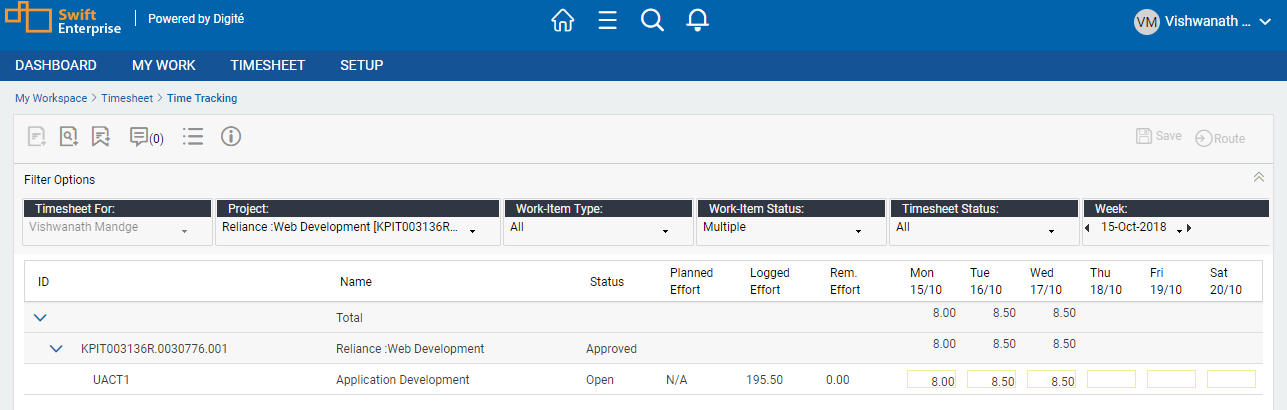 Swift
Enterprise
Powered by Digité
VM Vishwanath ...
DASHBOARD MY WORK TIMESHEET SETUP
My Workspace > Timesheet > Time Tracking
(0) Save Route
Filter Options
Timesheet For: Project: Work-Item Type: Work-Item Status: Timesheet Status: Week:
Vishwanath Mandge Reliance :Web Development [KPIT003136R... All Multiple All 15-Oct-2018
ID Name Status Planned Effort Logged Effort Rem. Effort Mon 15/10 Tue 16/10 Wed 17/10 Thu 18/10 Fri 19/10 Sat 20/10
Total 8.00 8.50 8.50
KPIT003136R.0030776.001 Reliance :Web Development Approved 8.00 8.50 8.50
UACT1 Application Development Open N/A 195.50 0.00 8.00 8.50 8.50